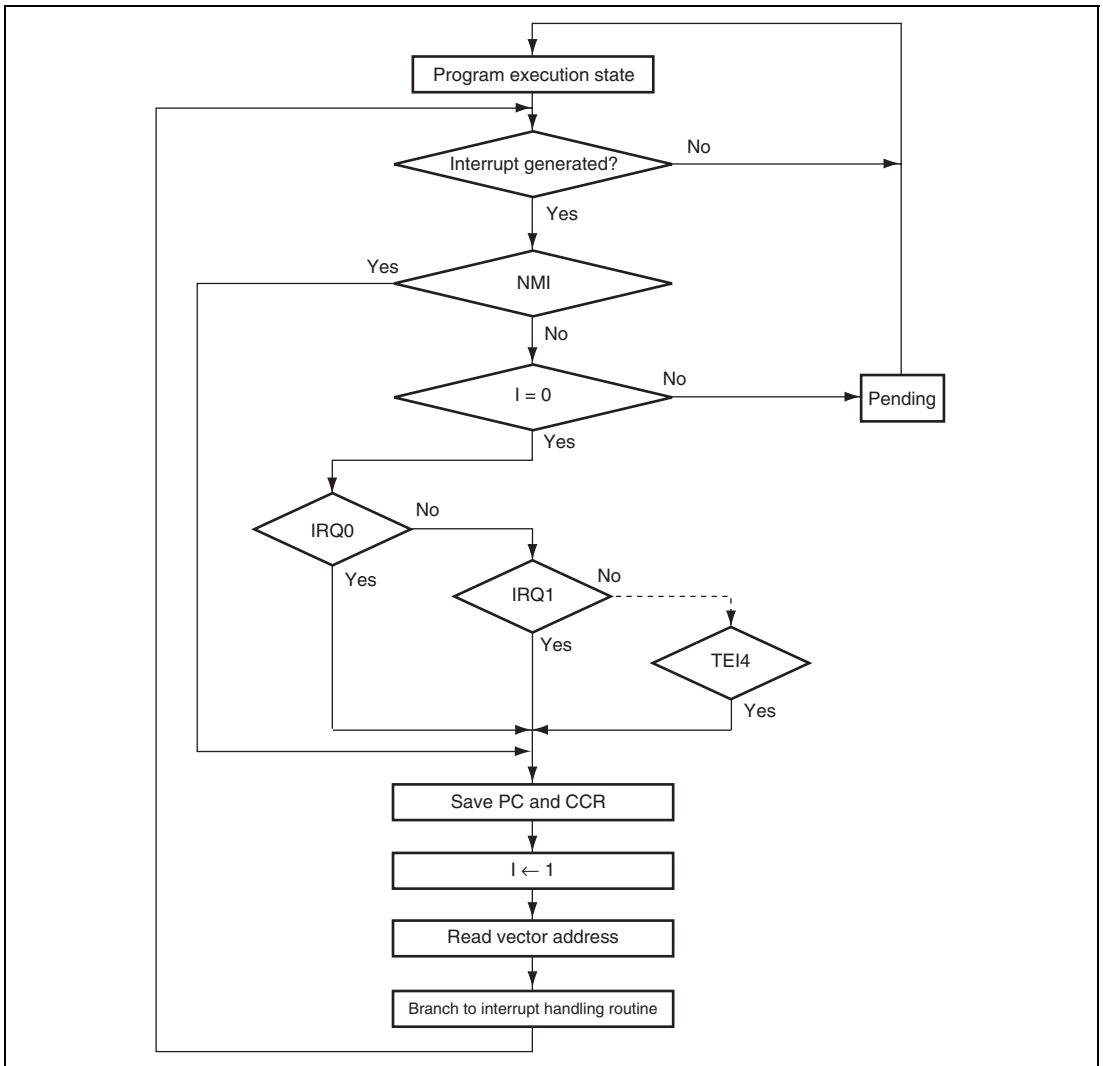 Program execution state
Interrupt generated?
No
Yes
Yes
NMI
No
I = 0
No
Pending
Yes
IRQ0
No
Yes
IRQ1
No
Yes
TEI4
Yes
Save PC and CCR
I ← 1
Read vector address
Branch to interrupt handling routine